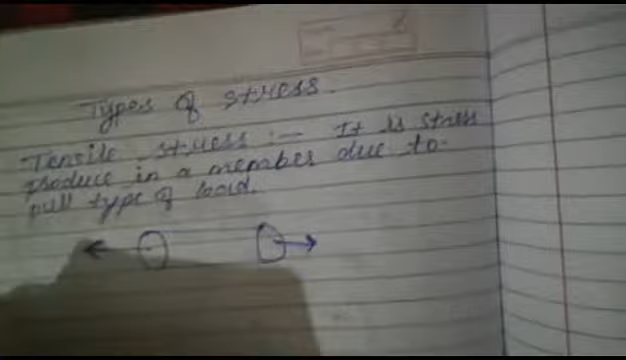 Types of stress.
Tensile stress :- It is stress
produce in a member due to
pull type of load.